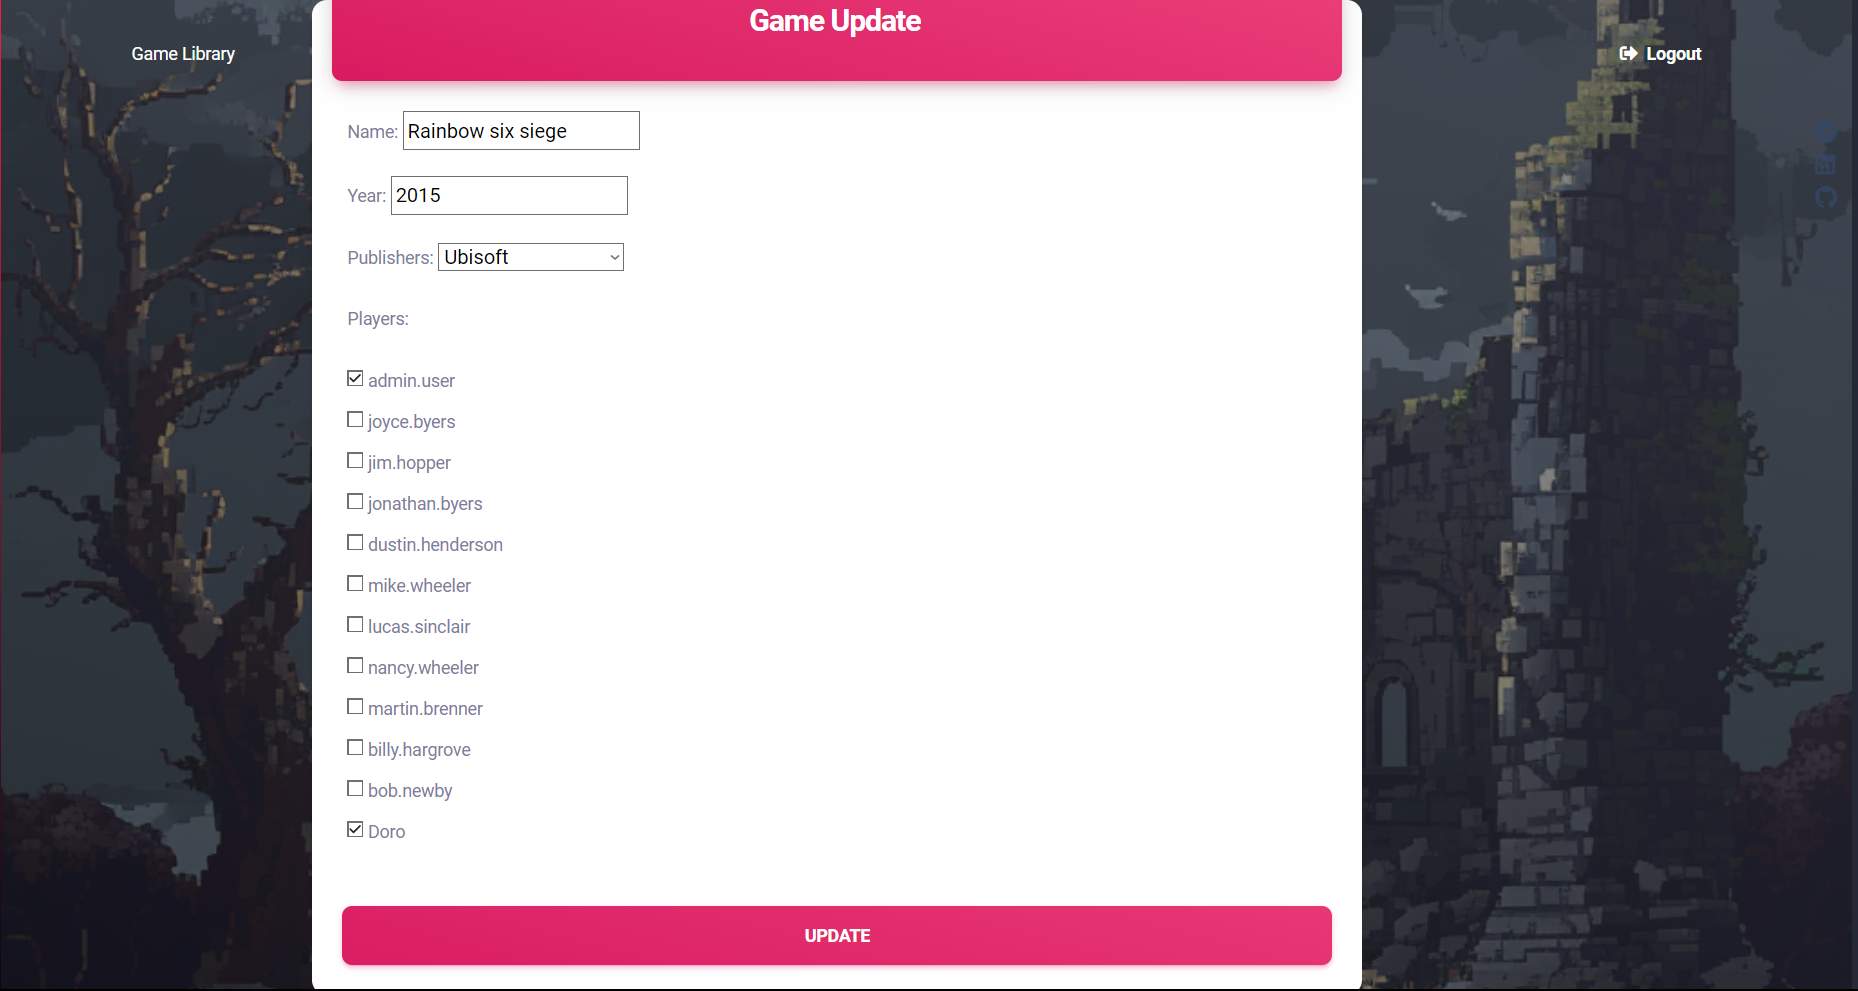 Game Update
Game Library
Logout
Name: Rainbow six siege
Year: 2015
Publishers: Ubisoft
Players:
admin.user
joyce.byers
jim.hopper
jonathan.byers
dustin.henderson
mike.wheeler
lucas.sinclair
nancy.wheeler
martin.brenner
billy.hargrove
bob.newby
Doro
UPDATE